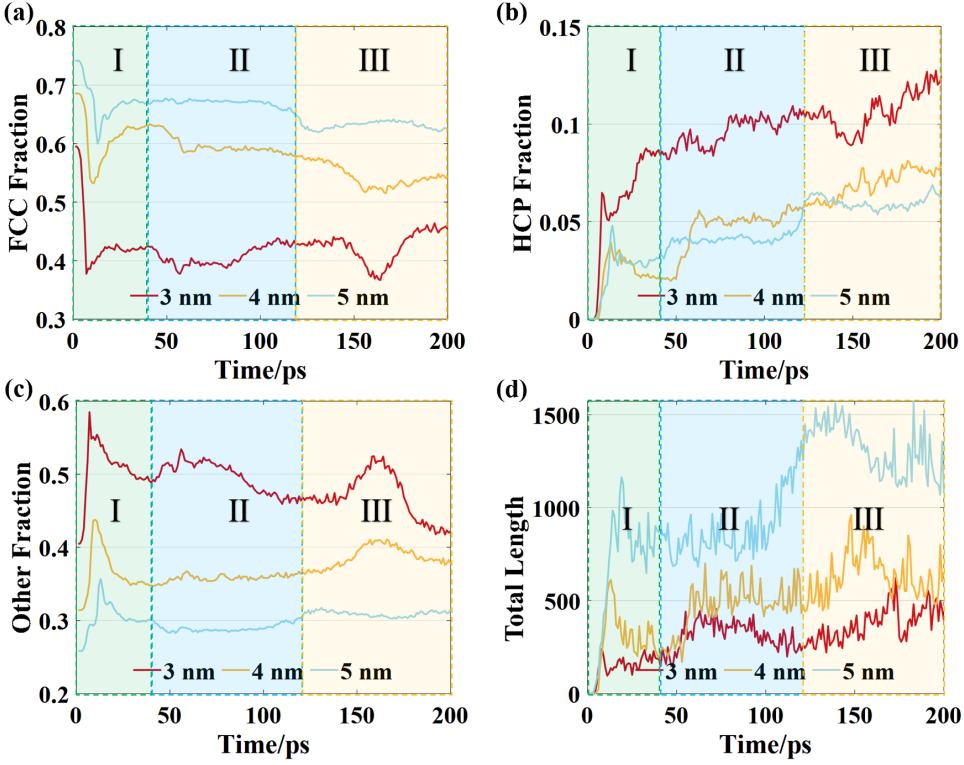 (a)
0.8
0.7
0.6
0.5
0.4
0.3
FCC Fraction
I
II
III
3 nm 4 nm 5 nm
0 50 100 150 200
Time/ps
(b)
0.1
0.05
0
HCP Fraction
I
II
III
3 nm 4 nm 5 nm
0 50 100 150 200
Time/ps
(c)
0.6
0.5
0.4
0.3
0.2
Other Fraction
I
II
III
3 nm 4 nm 5 nm
0 50 100 150 200
Time/ps
(d)
1500
1000
500
0
Total Length
I
II
III
3 nm 4 nm 5 nm
0 50 100 150 200
Time/ps